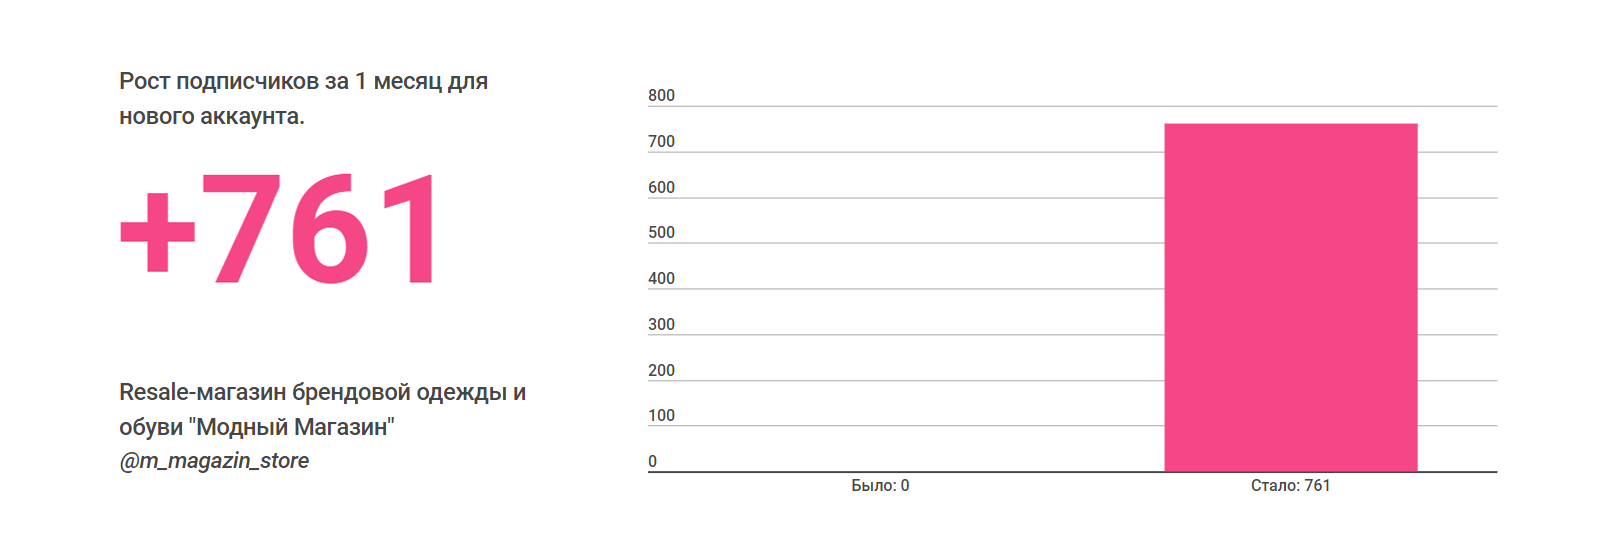 Рост подписчиков за 1 месяц для
нового аккаунта.
+761
Resale-магазин брендовой одежды и
обуви "Модный Магазин"
@m_magazin_store
800
700
600
500
400
300
200
100
0
Было: 0
Стало: 761